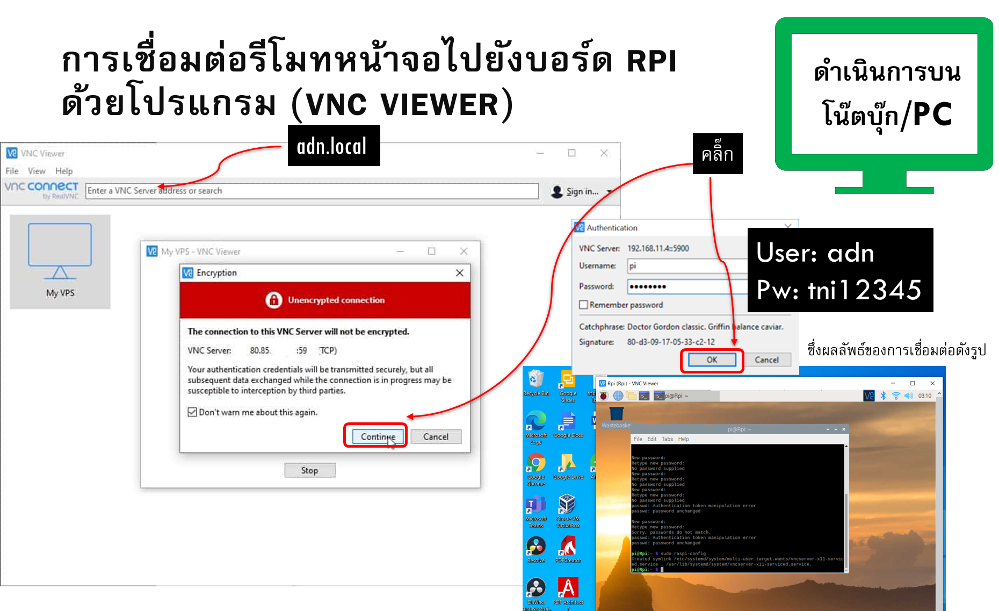 การเชื่อมต่อรีโมทหน้าจอไปยังบอร์ด RPI
ด้วยโปรแกรม (VNC VIEWER)
ดำเนินการบน
โน๊ตบุ๊ก/PC
adn.local
คลิ๊ก
VNC Viewer
File View Help
vnc connect
by RealVNC
Enter a VNC Server address or search
Sign in...
My VPS
My VPS - VNC Viewer
Encryption
Unencrypted connection
The connection to this VNC Server will not be encrypted.
VNC Server: 80.85. :59 TCP)
Your authentication credentials will be transmitted securely, but all
subsequent data exchanged while the connection is in progress may be
susceptible to interception by third parties.
Don't warn me about this again.
Continue Cancel
Stop
Authentication
VNC Server: 192.168.11.4::5900
Username: pi
Password:
Remember password
Catchphrase: Doctor Gordon classic. Griffin balance caviar.
Signature: 80-d3-09-17-05-33-c2-12
OK Cancel
User: adn
Pw: tni12345
ซึ่งผลลัพธ์ของการเชื่อมต่อดังรูป
Recycle Bin
Google
Slides
Microsoft
Edge
Google Docs
Google
Chrome
Google Drive
Microsoft
Teams
Oracle VM
VirtualBox
Resolve
PDFCreator
DaVinci
Resolve Proj...
PDF Architect
7
Rpi (Rpi) - VNC Viewer
pi@Rpi: ~
03:10
Wastebasket
pi@Rpi: ~
File Edit Tabs Help
New password:
Retype new password:
No password supplied
New password:
Retype new password:
No password supplied
New password:
Retype new password:
No password supplied
passwd: Authentication token manipulation error
passwd: password unchanged
New password:
Retype new password:
Sorry, passwords do not match.
passwd: Authentication token manipulation error
passwd: password unchanged
pi@Rpi:~ $ sudo raspi-config
Created symlink /etc/systemd/system/multi-user.target.wants/vncserver-x11-servic
ed.service → /usr/lib/systemd/system/vncserver-x11-serviced.service.
pi@Rpi:~ $